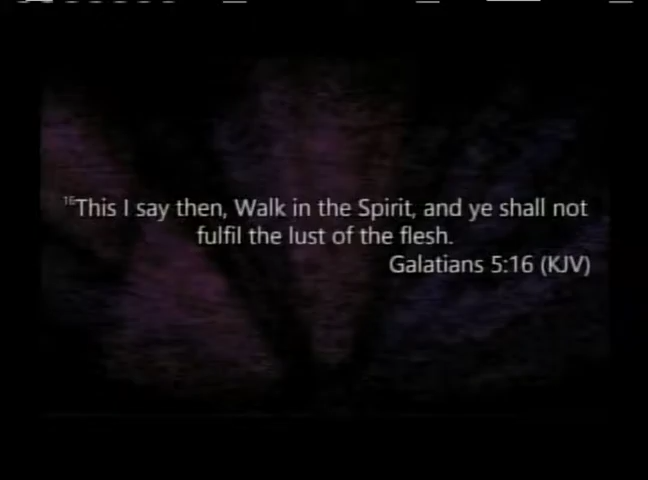 16This I say then, Walk in the Spirit, and ye shall not
fulfil the lust of the flesh.
Galatians 5:16 (KJV)